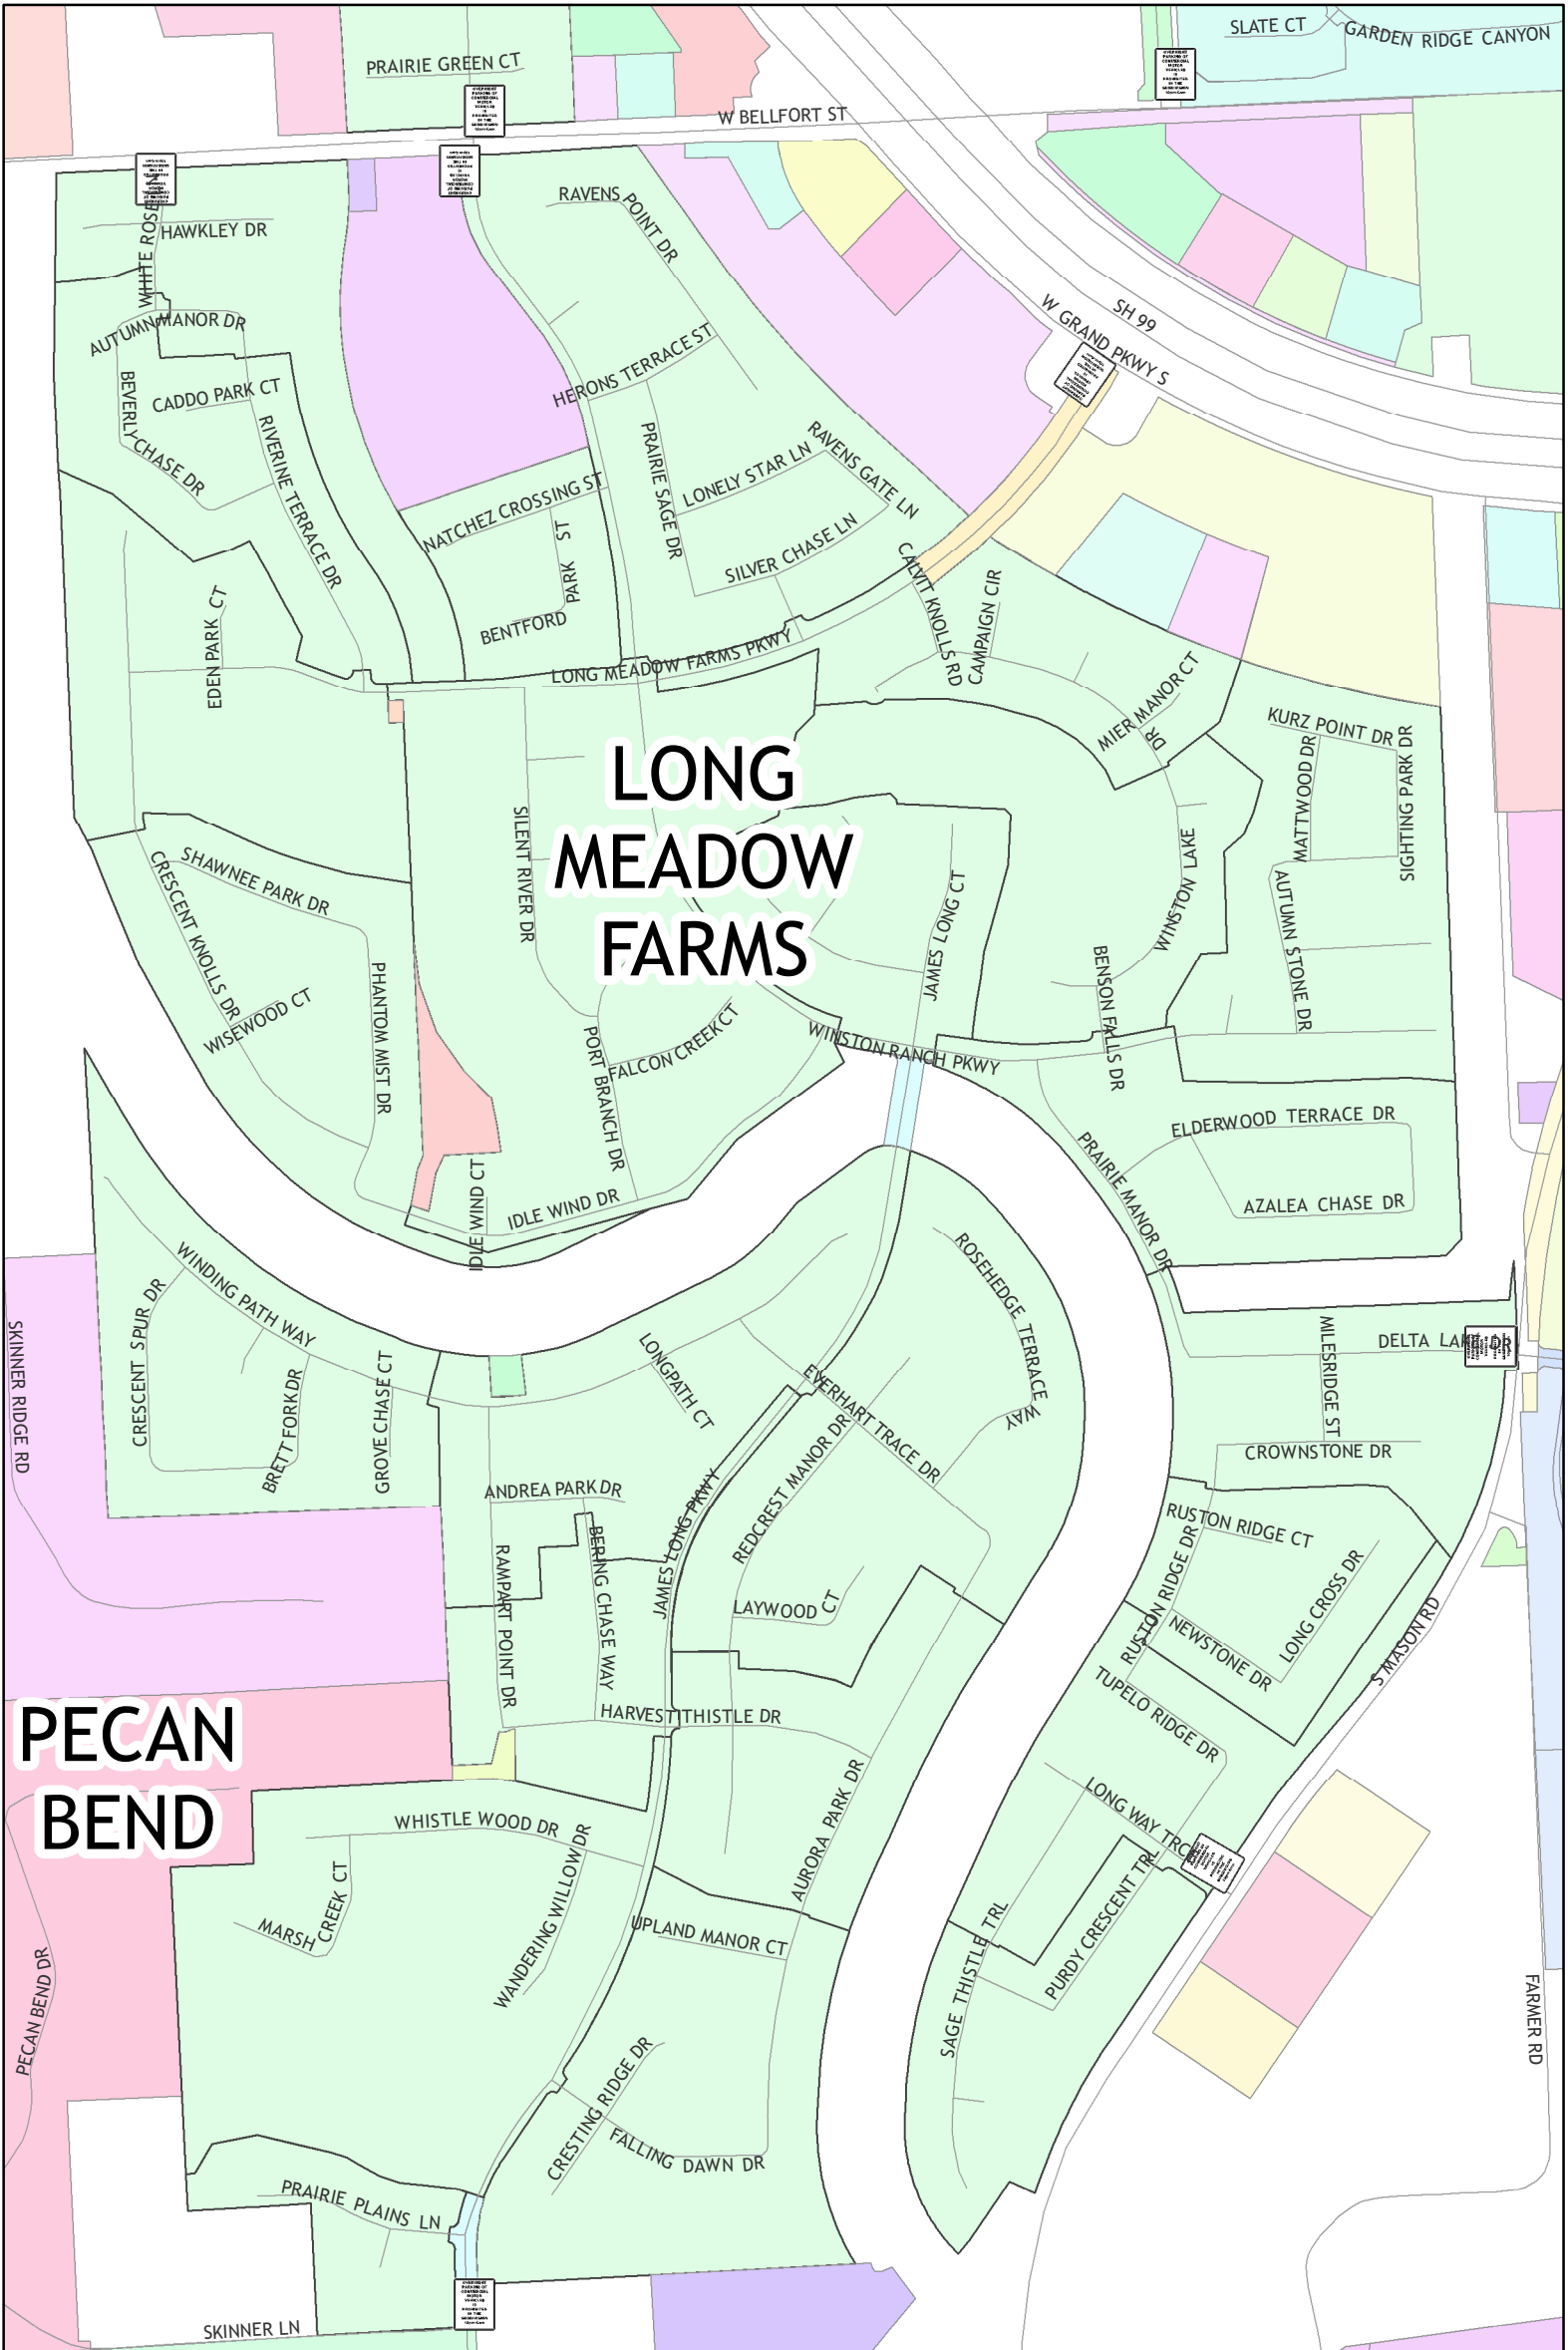 SLATE CT
GARDEN RIDGE CANYON
PRAIRIE GREEN CT
W BELLFORT ST
RAVENS POINT DR
WHITE ROSE
HAWKLEY DR
SH 99
W GRAND PKWY S
AUTUMN MANOR DR
HERONS TERRACE ST
BEVERLY CHASE DR
CADDO PARK CT
RIVERINE TERRACE DR
PRAIRIE SAGE DR
LONELY STAR LN
RAVENS GATE LN
NATCHEZ CROSSING ST
SILVER CHASE LN
BENTFORD PARK ST
CALVIT KNOLLS RD
CAMPAIGN CIR
EDEN PARK CT
LONG MEADOW FARMS PKWY
MIER MANOR CT
KURZ POINT DR
MATTWOOD DR
SIGHTING PARK DR
LONG
MEADOW
FARMS
SILENT RIVER DR
WINSTON LAKE DR
SHAWNEE PARK DR
CRESCENT KNOLLS DR
JAMES LONG CT
AUTUMN STONE DR
BENSON FALLS DR
WISEWOOD CT
PHANTOM MIST DR
PORT BRANCH DR
FALCON CREEK CT
WINSTON RANCH PKWY
ELDERWOOD TERRACE DR
PRAIRIE MANOR DR
AZALEA CHASE DR
IDLE WIND CT
IDLE WIND DR
WINDING PATH WAY
ROSEHEDGE TERRACE WAY
SKINNER RIDGE RD
CRESCENT SPUR DR
BRETT FORK DR
GROVE CHASE CT
LONGPATH CT
EVERHART TRACE DR
MILESRIDGE ST
DELTA LAKE DR
CROWNSTONE DR
REDCREST MANOR DR
ANDREA PARK DR
JAMES LONG PKWY
RUSTON RIDGE CT
RUSTON RIDGE DR
BERING CHASE WAY
RAMPART POINT DR
LAYWOOD CT
LONG CROSS DR
NEWSTONE DR
S MASON RD
TUPELO RIDGE DR
HARVEST THISTLE DR
PECAN
BEND
AURORA PARK DR
LONG WAY TRCE
WHISTLE WOOD DR
WANDERING WILLOW DR
MARSH CREEK CT
UPLAND MANOR CT
PURDY CRESCENT TRL
SAGE THISTLE TRL
PECAN BEND DR
FARMER RD
CRESTING RIDGE DR
FALLING DAWN DR
PRAIRIE PLAINS LN
SKINNER LN